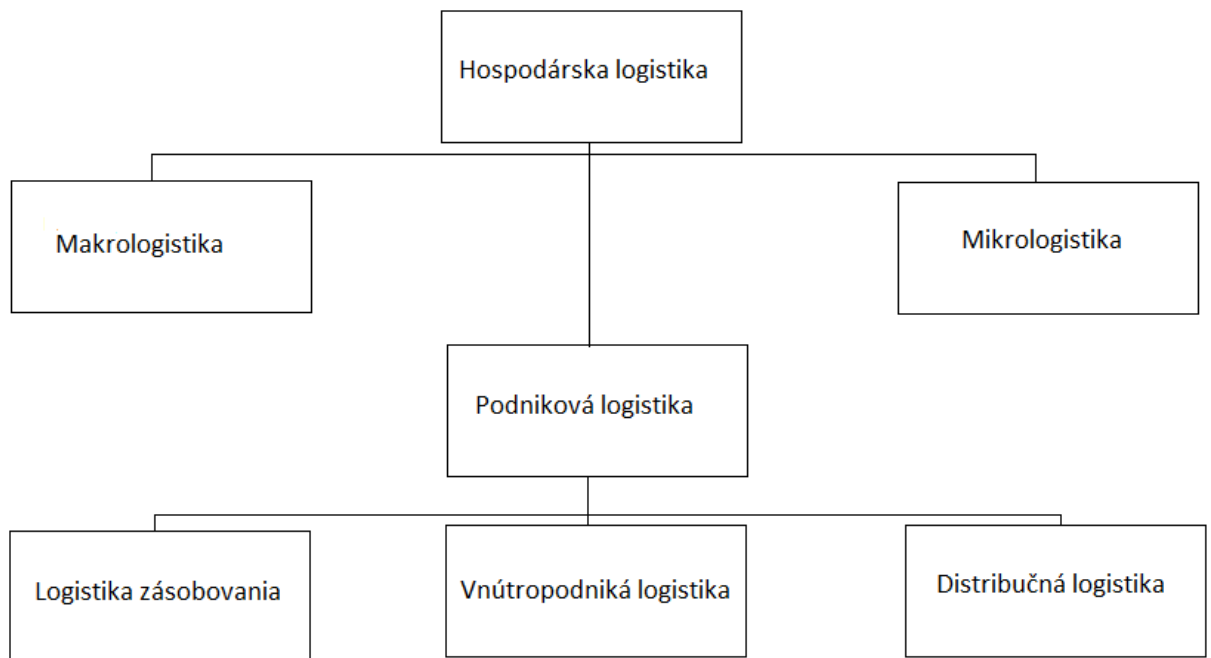 Hospodárska logistika
Makrologistika
Mikrologistika
Podniková logistika
Logistika zásobovania
Vnútropodniká logistika
Distribučná logistika